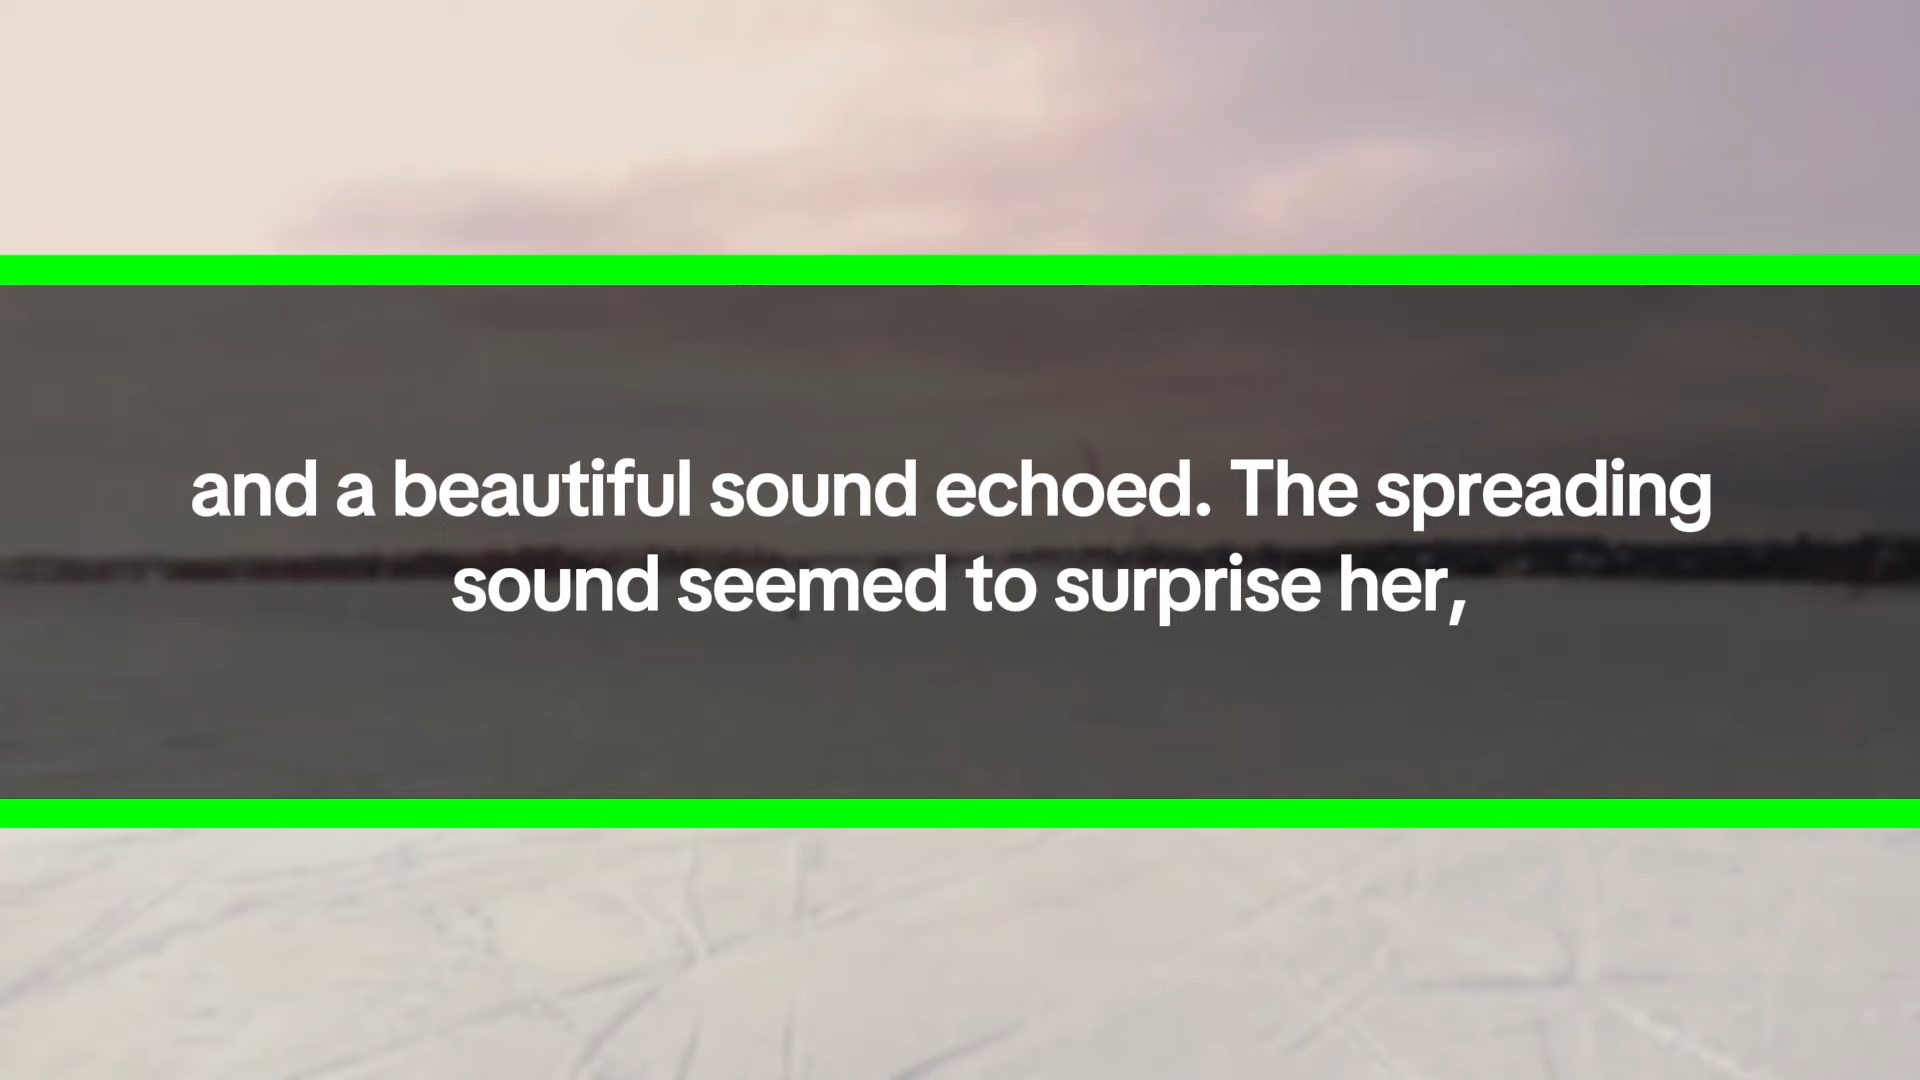 and a beautiful sound echoed. The spreading
sound seemed to surprise her,